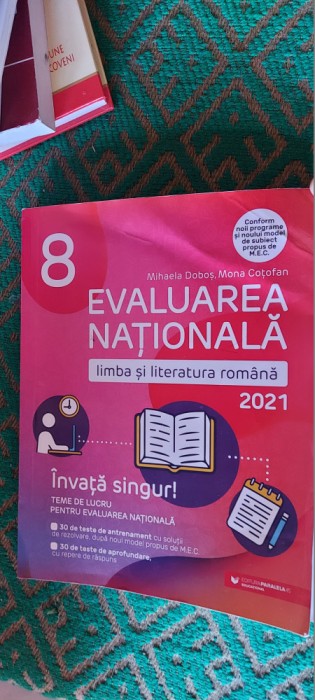 UNE
COVENI
8
Conform
noii programe
și noului model
de subiect
propus de
M.E.C.
Mihaela Doboș, Mona Coțofan
EVALUAREA
NAȚIONALĂ
limba și literatura română
2021
Învață singur!
TEME DE LUCRU
PENTRU EVALUAREA NAȚIONALĂ
30 de teste de antrenament cu soluții
de rezolvare, după noul model propus de M.E.C.
30 de teste de aprofundare,
cu repere de răspuns
EDITURA PARALELA 45